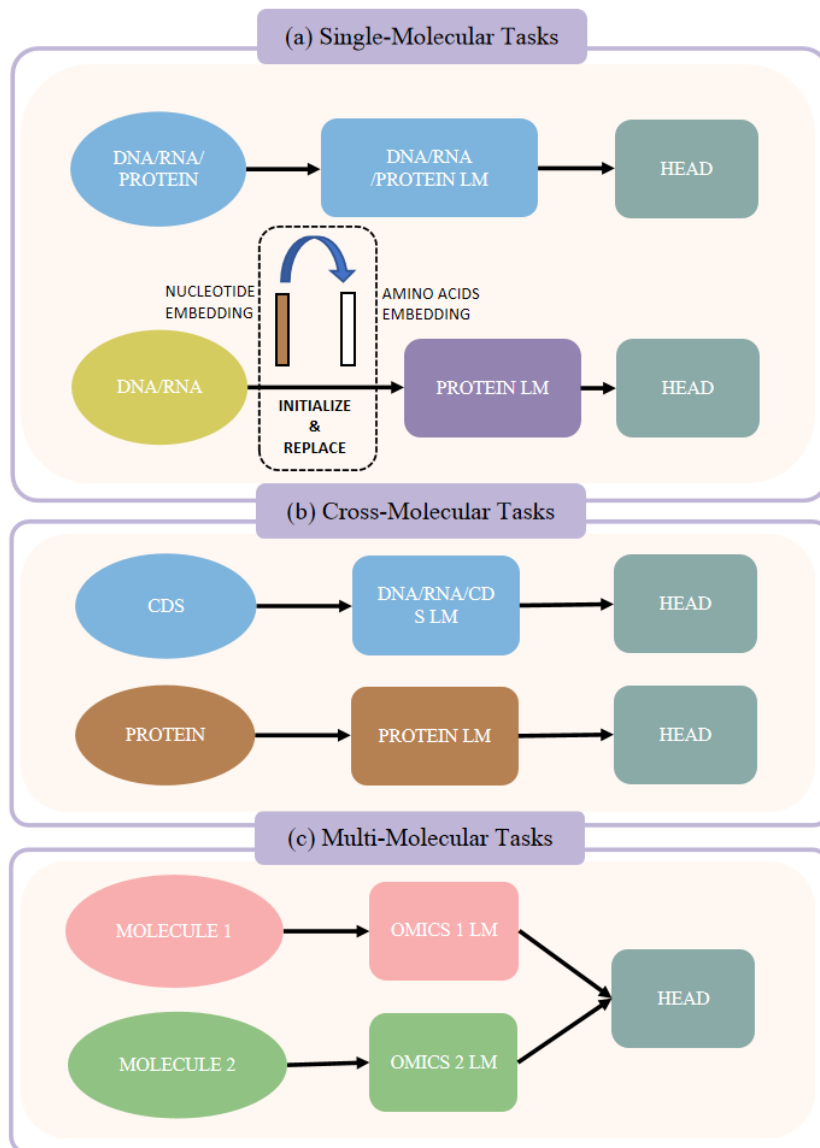 (a) Single-Molecular Tasks
DNA/RNA/
PROTEIN
DNA/RNA
/PROTEIN LM
HEAD
NUCLEOTIDE
EMBEDDING
AMINO ACIDS
EMBEDDING
DNA/RNA
INITIALIZE
&
REPLACE
PROTEIN LM
HEAD
(b) Cross-Molecular Tasks
CDS
DNA/RNA/CD
S LM
HEAD
PROTEIN
PROTEIN LM
HEAD
(c) Multi-Molecular Tasks
MOLECULE 1
OMICS 1 LM
HEAD
MOLECULE 2
OMICS 2 LM